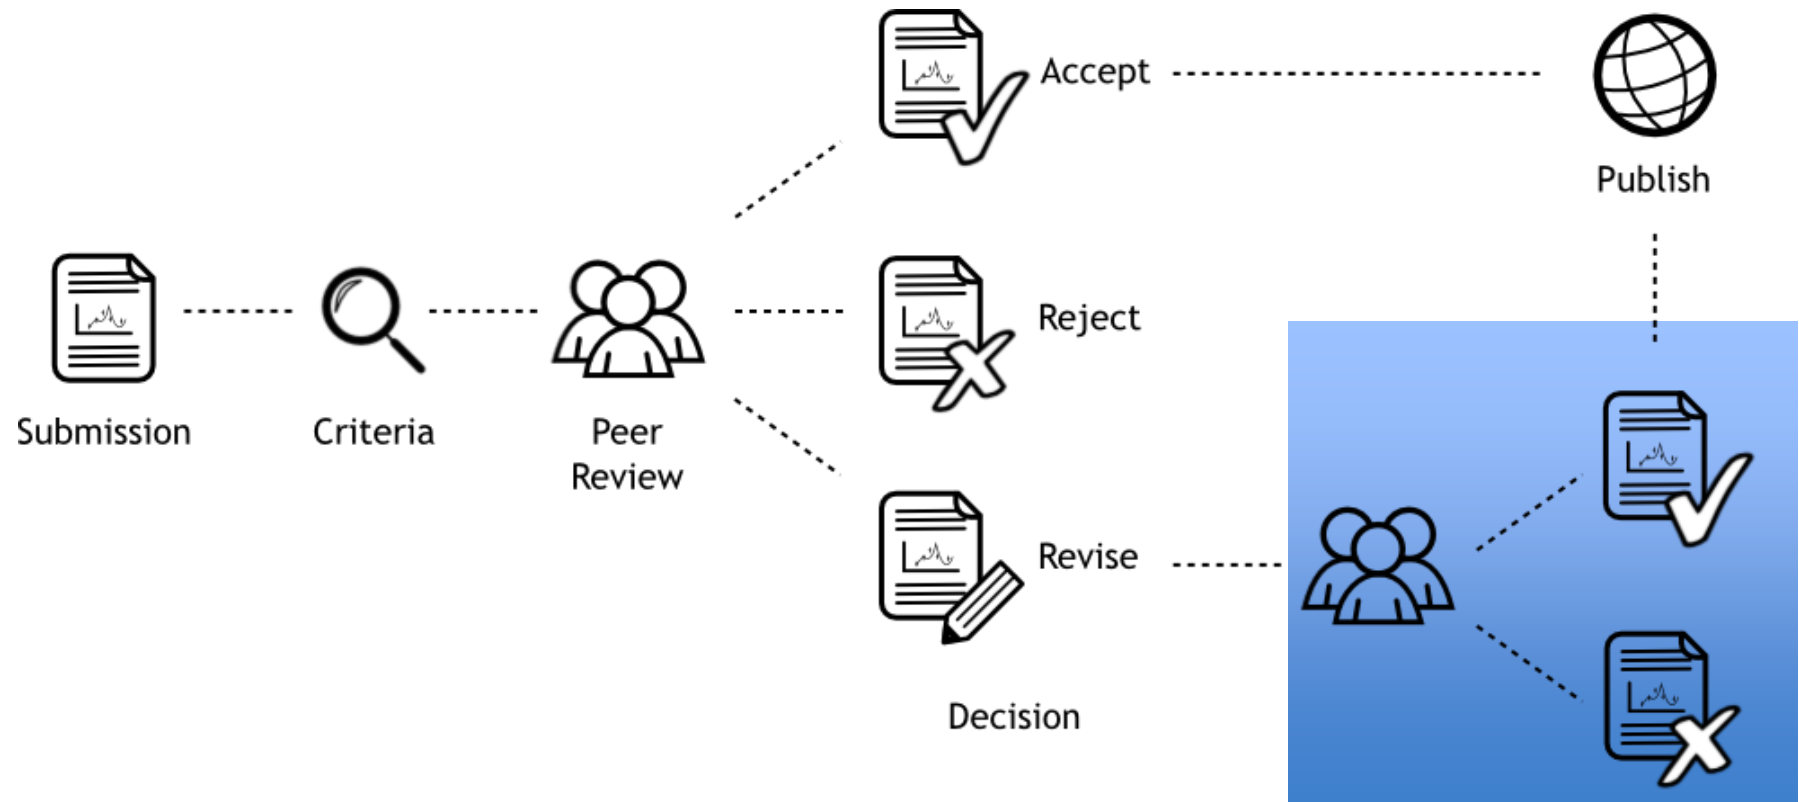 Accept
Publish
Reject
Submission
Criteria
Peer
Review
Revise
Decision